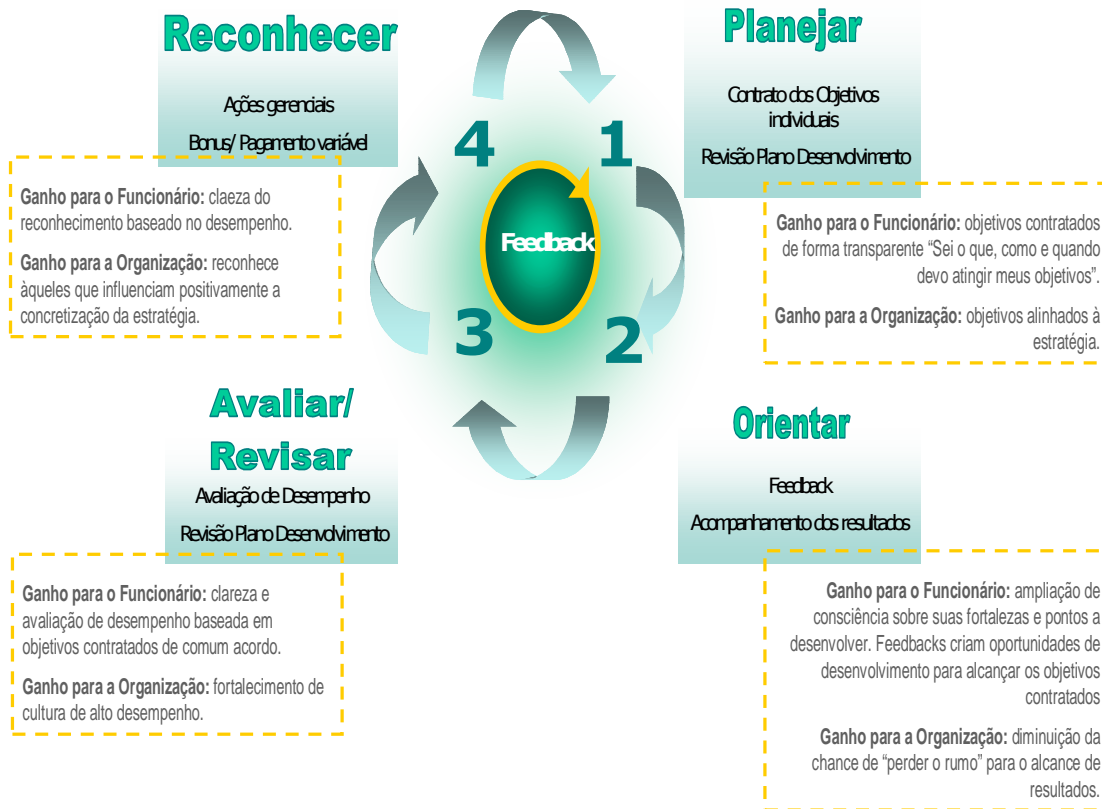 Reconhecer
Ações gerenciais
Bonus/ Pagamento variável
Ganho para o Funcionário: claeza do
reconhecimento baseado no desempenho.
Ganho para a Organização: reconhece
àqueles que influenciam positivamente a
concretização da estratégia.
4
1
Feedback
3
2
Planejar
Contrato dos Objetivos
individuais
Revisão Plano Desenvolvimento
Ganho para o Funcionário: objetivos contratados
de forma transparente “Sei o que, como e quando
devo atingir meus objetivos”.
Ganho para a Organização: objetivos alinhados à
estratégia.
Avaliar/
Revisar
Avaliação de Desempenho
Revisão Plano Desenvolvimento
Ganho para o Funcionário: clareza e
avaliação de desempenho baseada em
objetivos contratados de comum acordo.
Ganho para a Organização: fortalecimento de
cultura de alto desempenho.
Orientar
Feedback
Acompanhamento dos resultados
Ganho para o Funcionário: ampliação de
consciência sobre suas fortalezas e pontos a
desenvolver. Feedbacks criam oportunidades de
desenvolvimento para alcançar os objetivos
contratados
Ganho para a Organização: diminuição da
chance de “perder o rumo” para o alcance de
resultados.